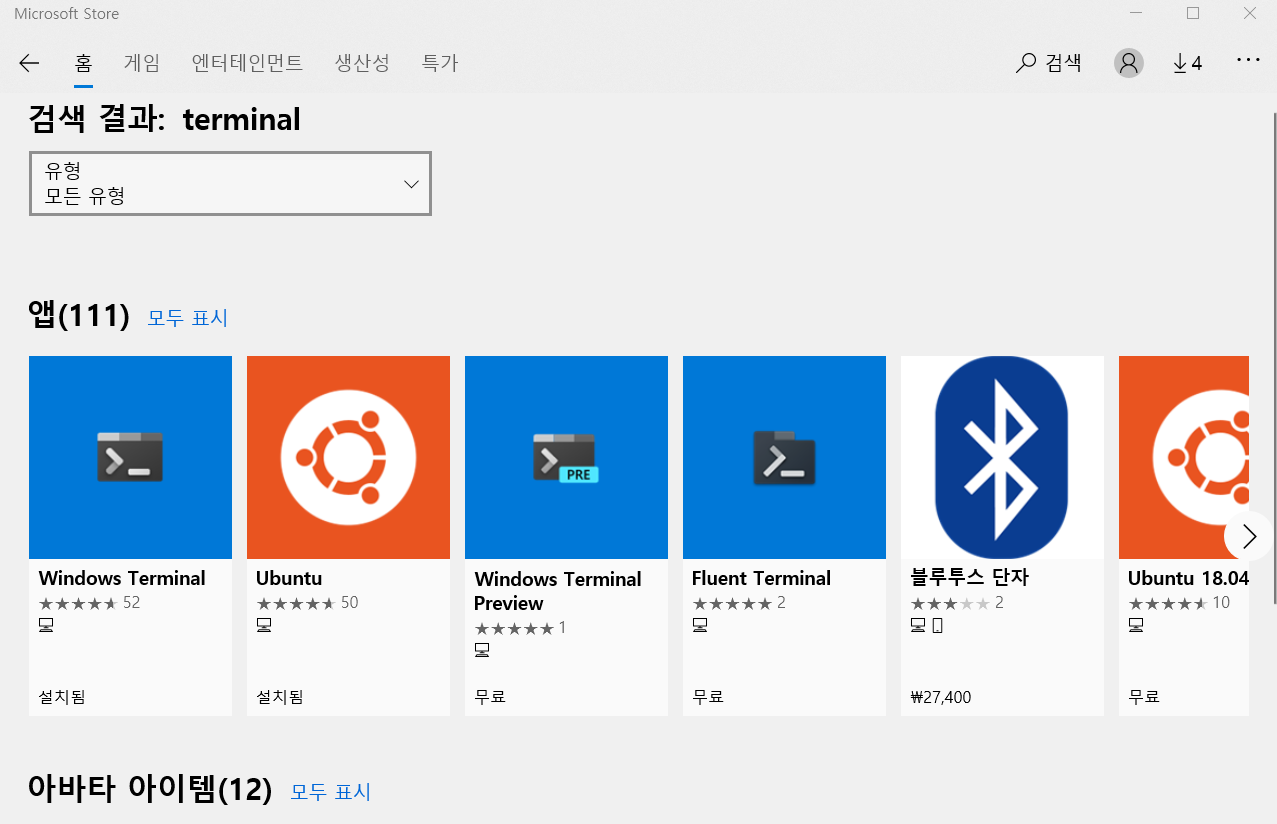 Microsoft Store
홈 게임 엔터테인먼트 생산성 특가 검색 4
검색 결과: terminal
유형
모든 유형
앱(111) 모두 표시
PRE
Windows Terminal
52
설치됨
Ubuntu
50
설치됨
Windows Terminal
Preview
1
무료
Fluent Terminal
2
무료
블루투스 단자
2
₩27,400
Ubuntu 18.04
10
무료
아바타 아이템(12) 모두 표시